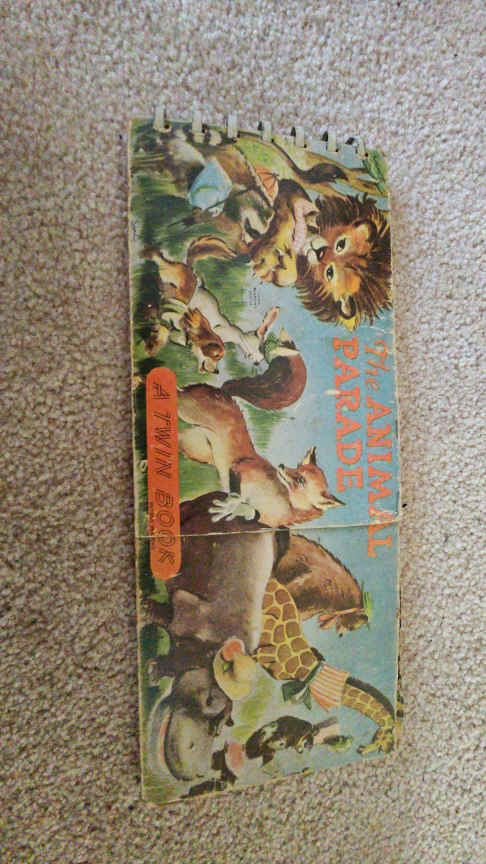 The ANIMAL
PARADE
A TWIN BOOK